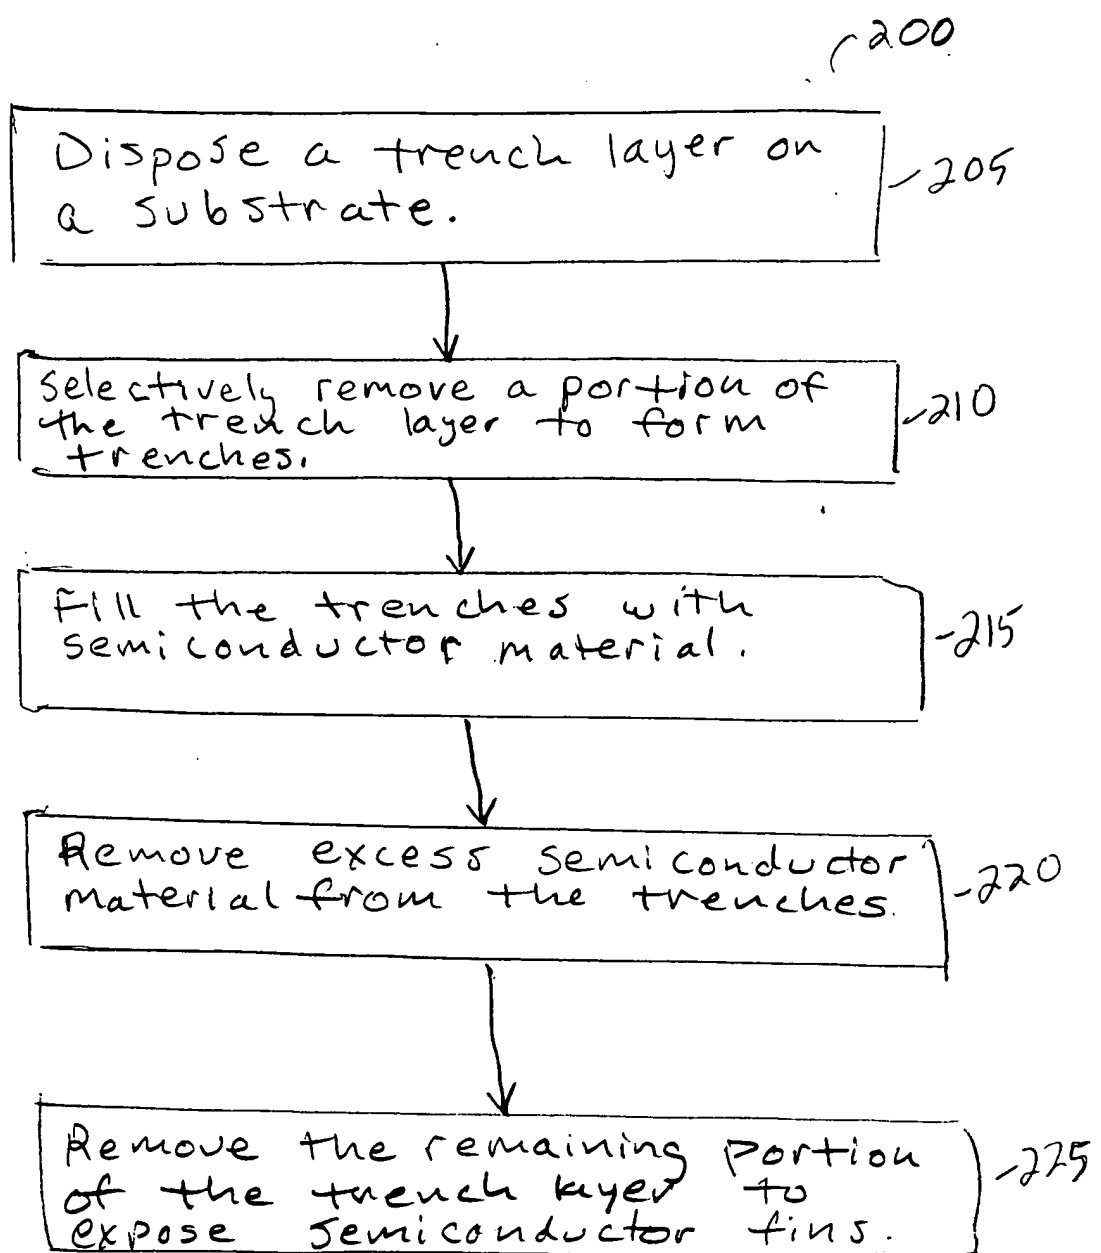 200
Dispose a trench layer on
a substrate.
205
Selectively remove a portion of
the trench layer to form
trenches.
210
Fill the trenches with
semiconductor material.
215
Remove excess semiconductor
material from the trenches.
220
Remove the remaining portion
of the trench layer to
expose semiconductor fins.
225